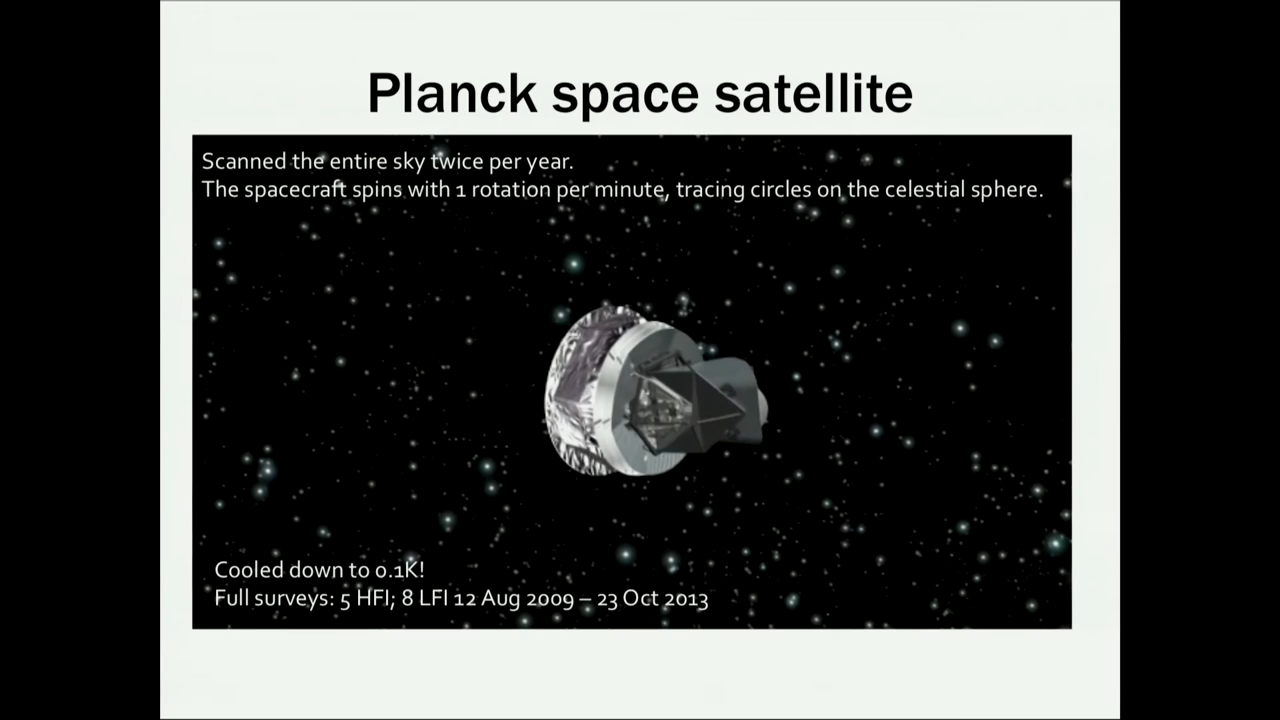 Planck space satellite
Scanned the entire sky twice per year.
The spacecraft spins with 1 rotation per minute, tracing circles on the celestial sphere.
Cooled down to 0.1K!
Full surveys: 5 HFI; 8 LFI 12 Aug 2009 – 23 Oct 2013